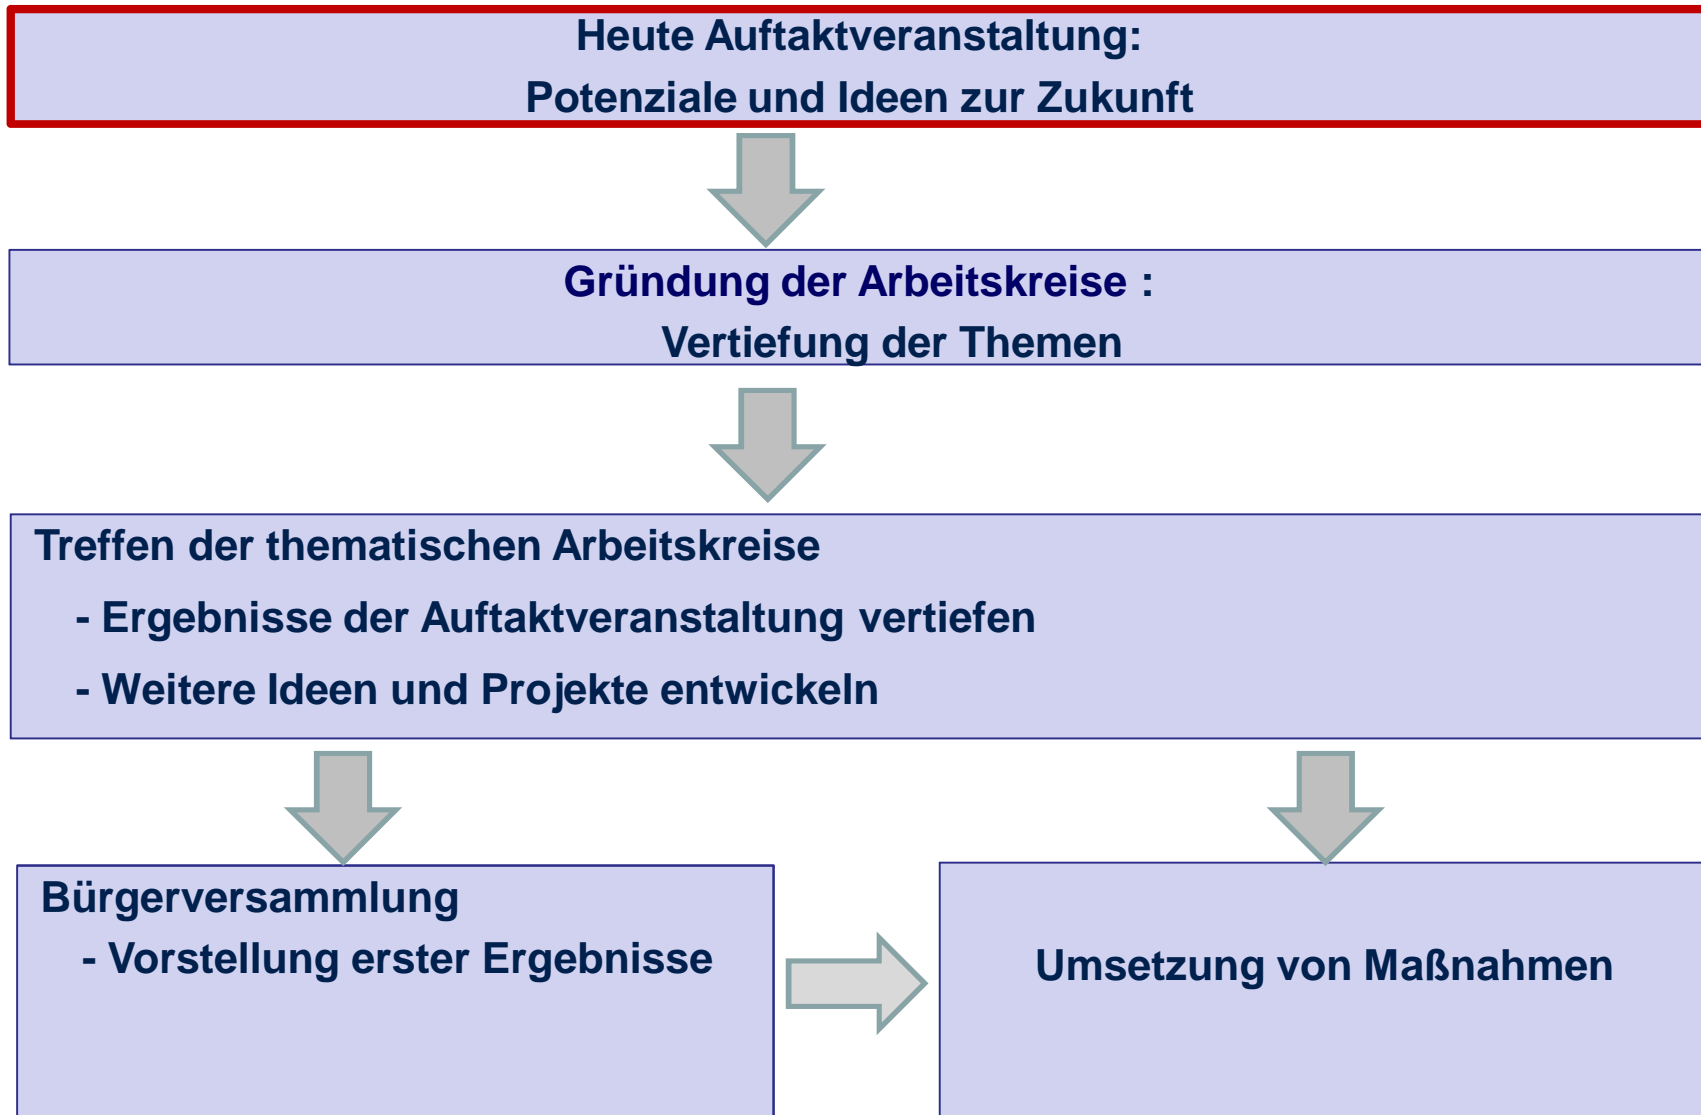 Heute Auftaktveranstaltung:
Potenziale und Ideen zur Zukunft
Gründung der Arbeitskreise :
Vertiefung der Themen
Treffen der thematischen Arbeitskreise
- Ergebnisse der Auftaktveranstaltung vertiefen
- Weitere Ideen und Projekte entwickeln
Bürgerversammlung
- Vorstellung erster Ergebnisse
Umsetzung von Maßnahmen